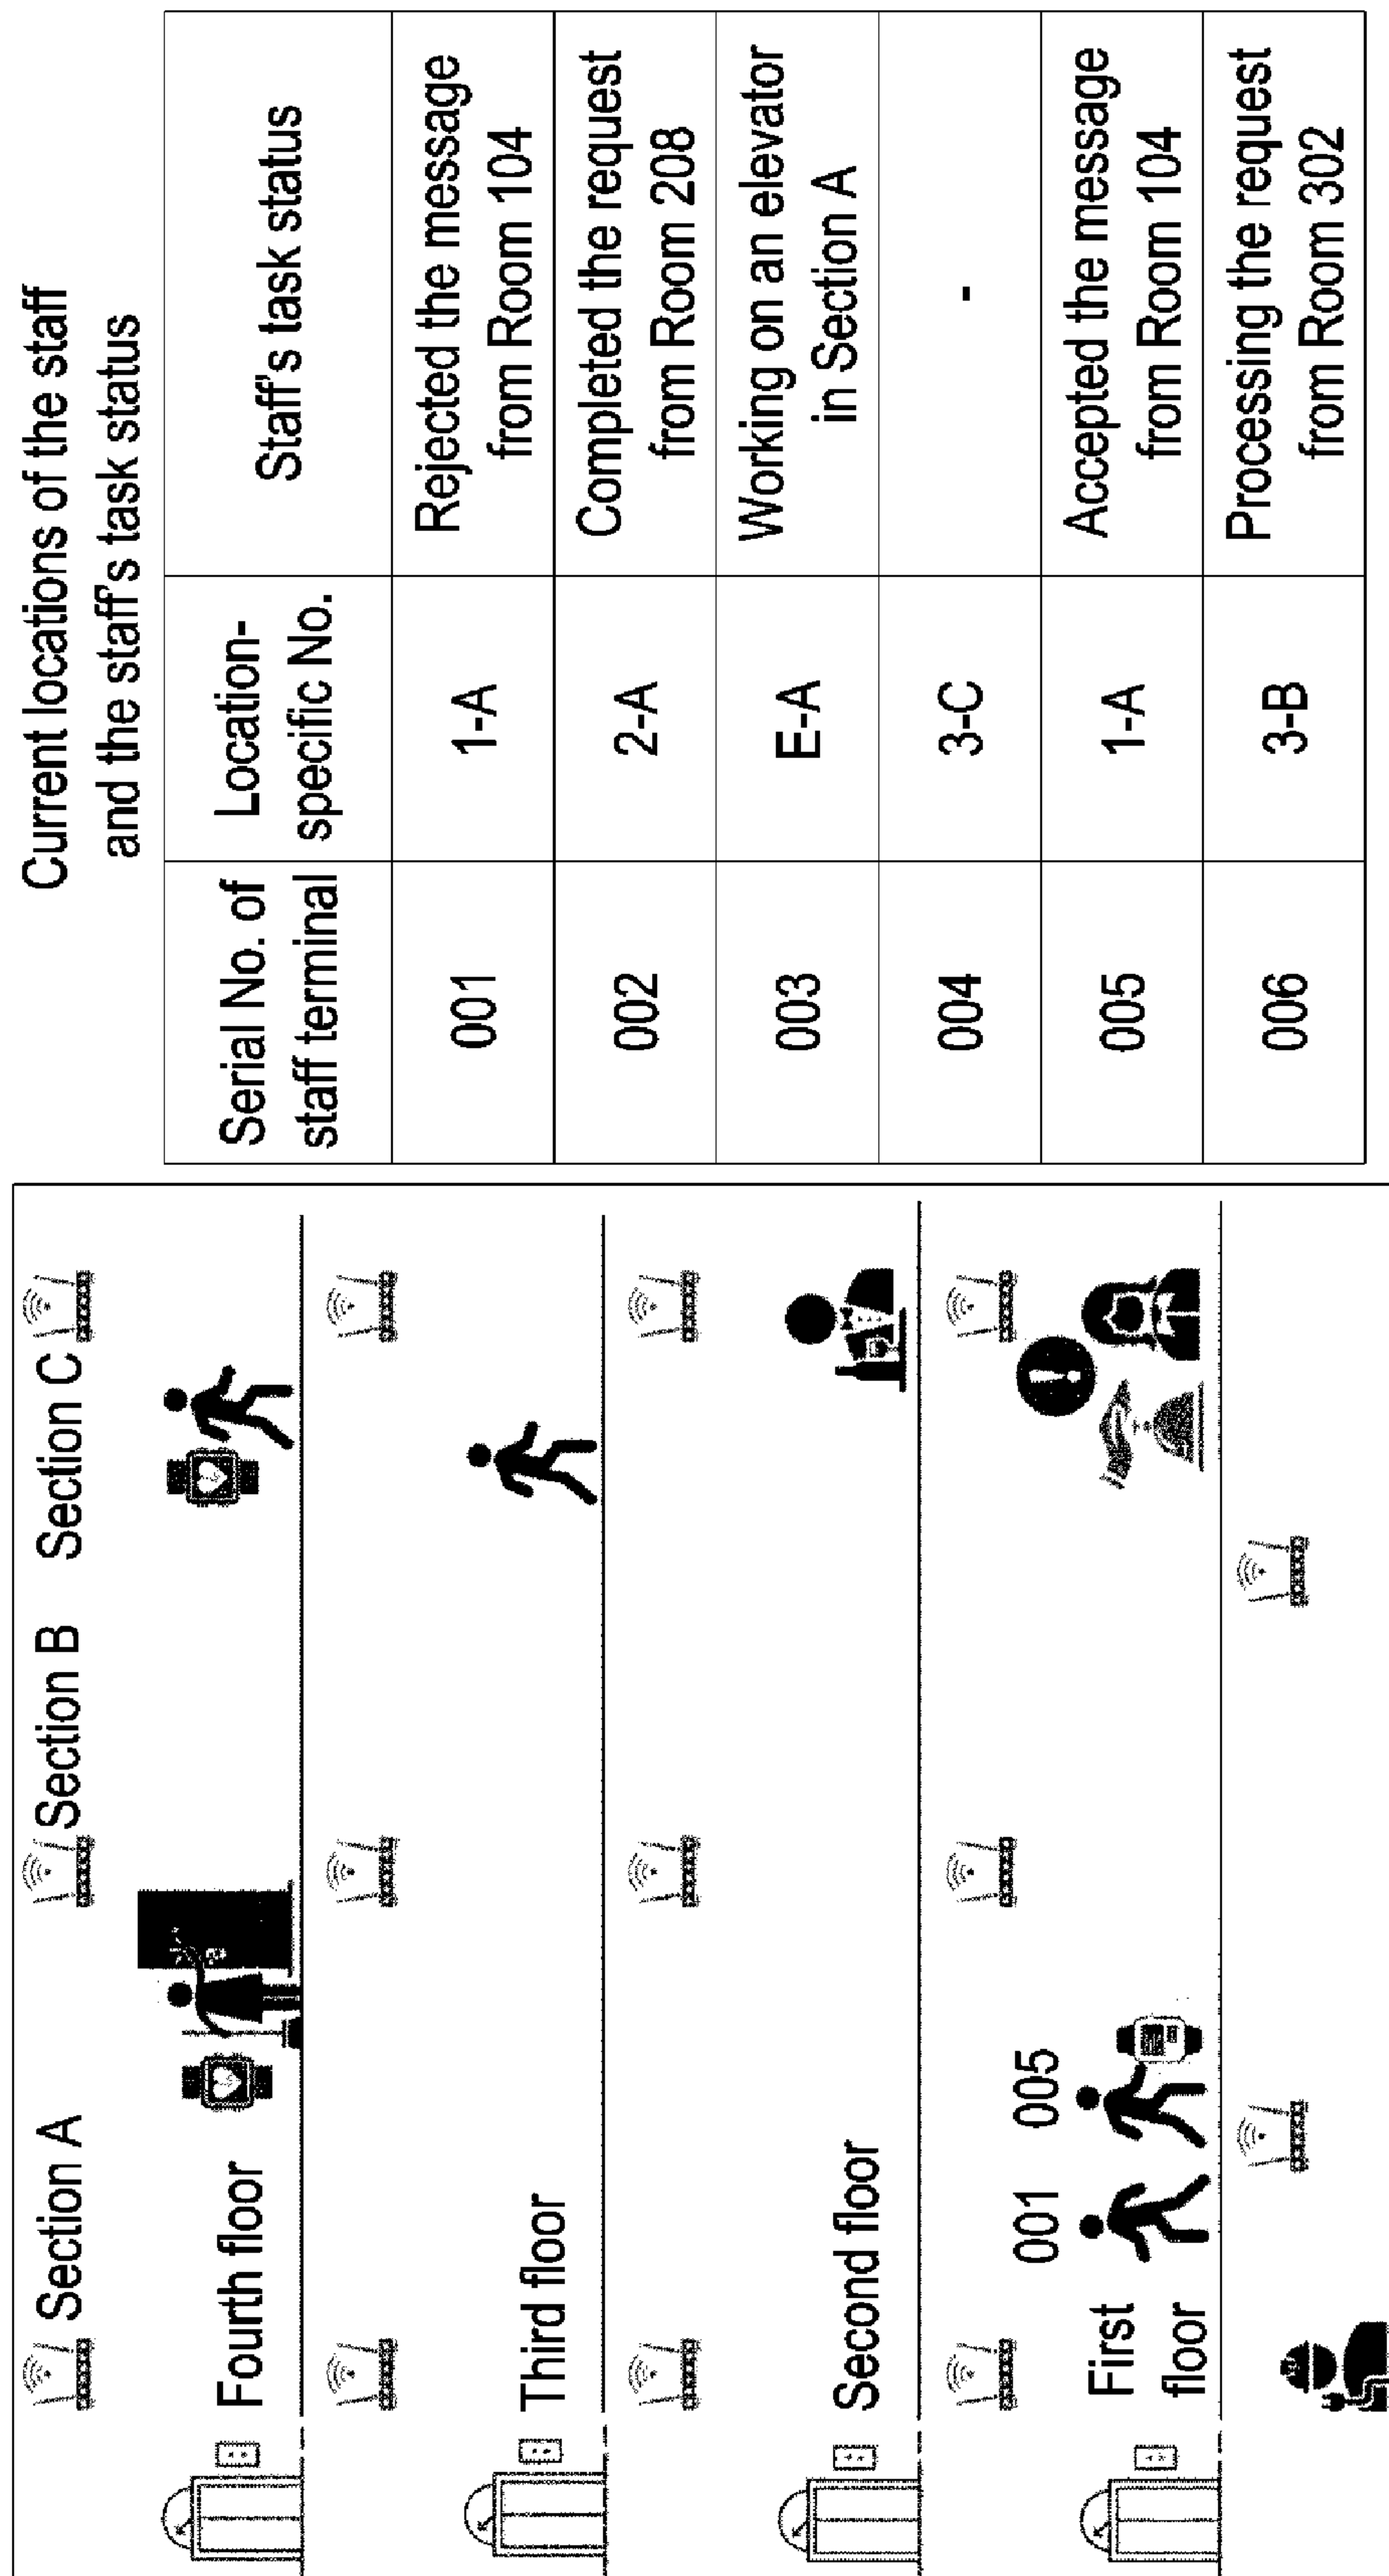 Section A
Section B
Section C
Fourth floor
Third floor
Second floor
First
floor
001
005
Current locations of the staff
and the staff's task status
Serial No. of
staff terminal
Location-
specific No.
Staff's task status
001
1-A
Rejected the message
from Room 104
002
2-A
Completed the request
from Room 208
003
E-A
Working on an elevator
in Section A
004
3-C
-
005
1-A
Accepted the message
from Room 104
006
3-B
Processing the request
from Room 302